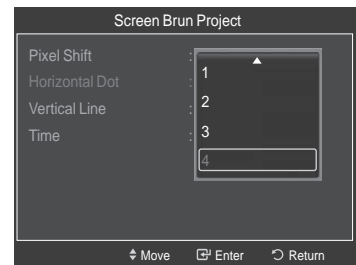 Screen Brun Project
Pixel Shift :
Horizontal Dot :
Vertical Line :
Time :
1
2
3
4
Move Enter Return